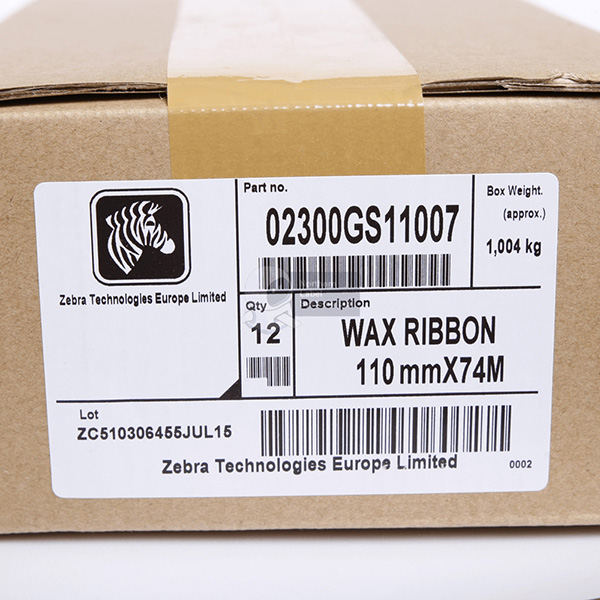 Zebra Technologies Europe Limited
Part no.
02300GS11007
Box Weight.
(approx.)
1,004 kg
Qty
12
Description
WAX RIBBON
110 mmX74M
Lot
ZC510306455JUL15
Zebra Technologies Europe Limited
0002